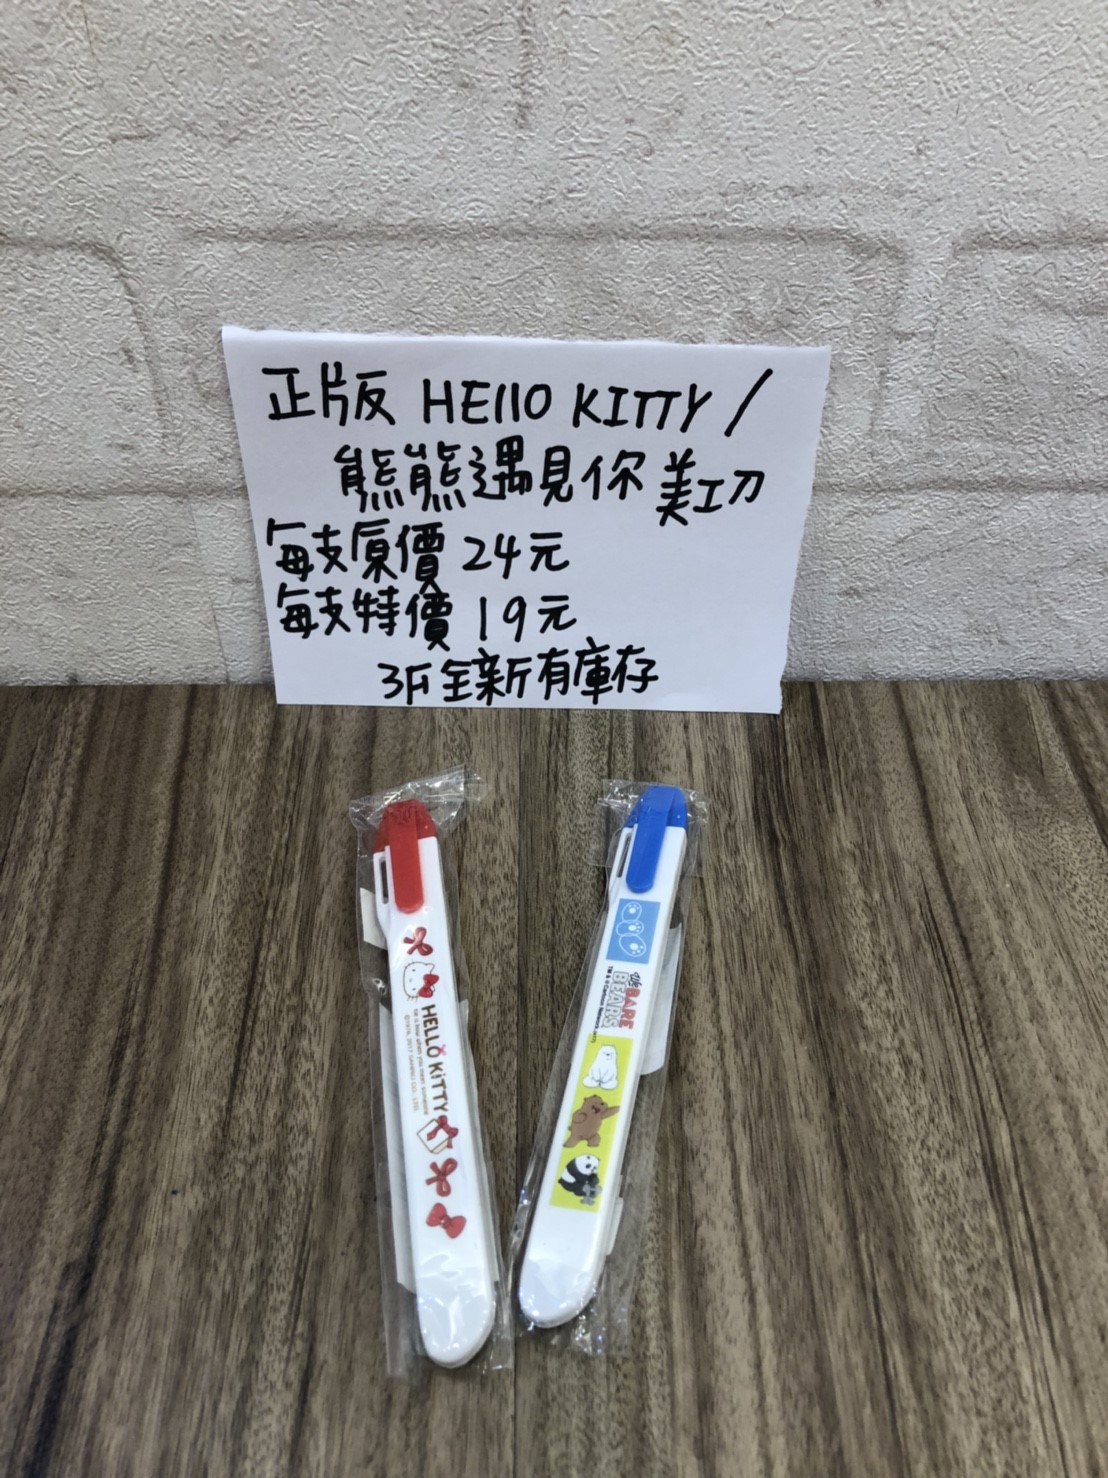 正版 HELLO KITTY /
熊熊遇見你 美工刀
每支原價 24元
每支特價 19元
3F全新有庫存
HELLO KITTY
We
BARE
BEARS